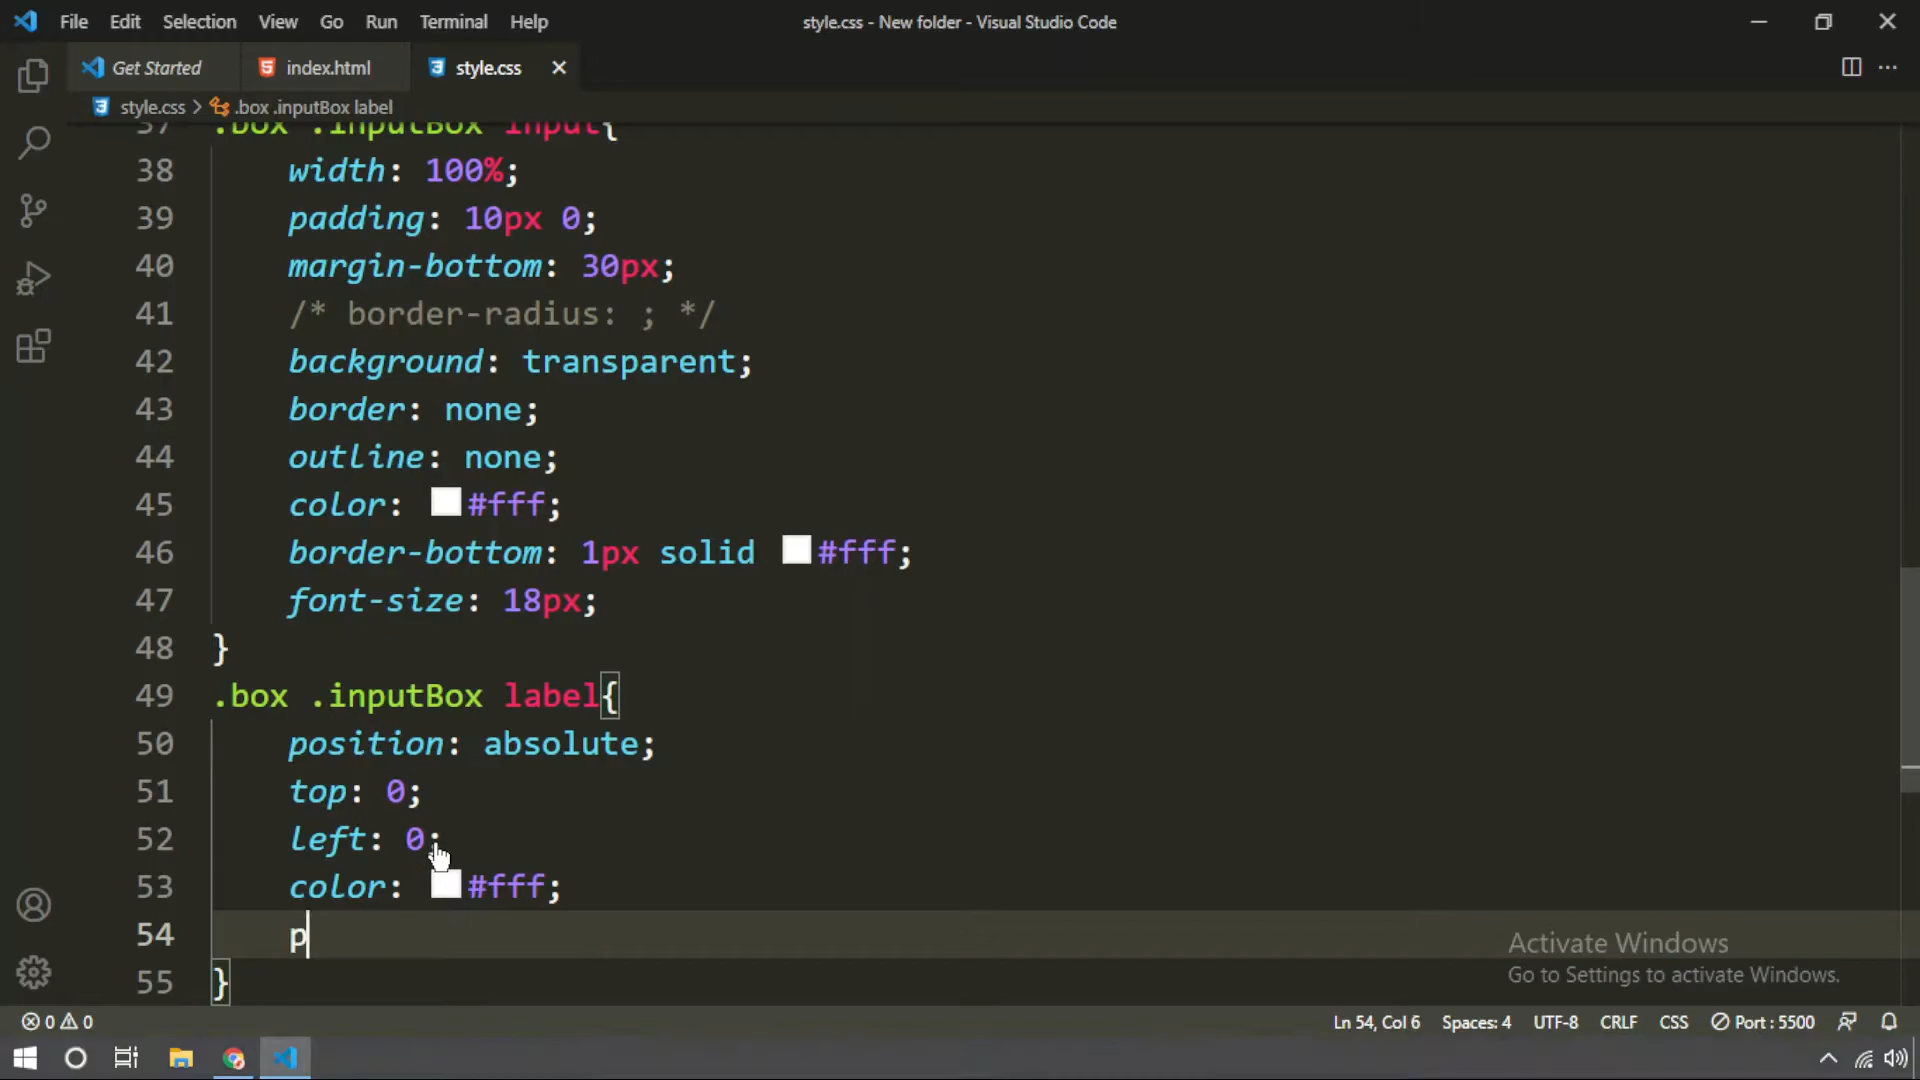 File Edit Selection View Go Run Terminal Help style.css - New folder - Visual Studio Code
Get Started index.html style.css
style.css > .box .inputBox label
37 .box .inputBox input{
38 width: 100%;
39 padding: 10px 0;
40 margin-bottom: 30px;
41 /* border-radius: ; */
42 background: transparent;
43 border: none;
44 outline: none;
45 color: #fff;
46 border-bottom: 1px solid #fff;
47 font-size: 18px;
48 }
49 .box .inputBox label{
50 position: absolute;
51 top: 0;
52 left: 0;
53 color: #fff;
54 p
55 }
Activate Windows
Go to Settings to activate Windows.
0 0 Ln 54, Col 6 Spaces: 4 UTF-8 CRLF CSS Port : 5500